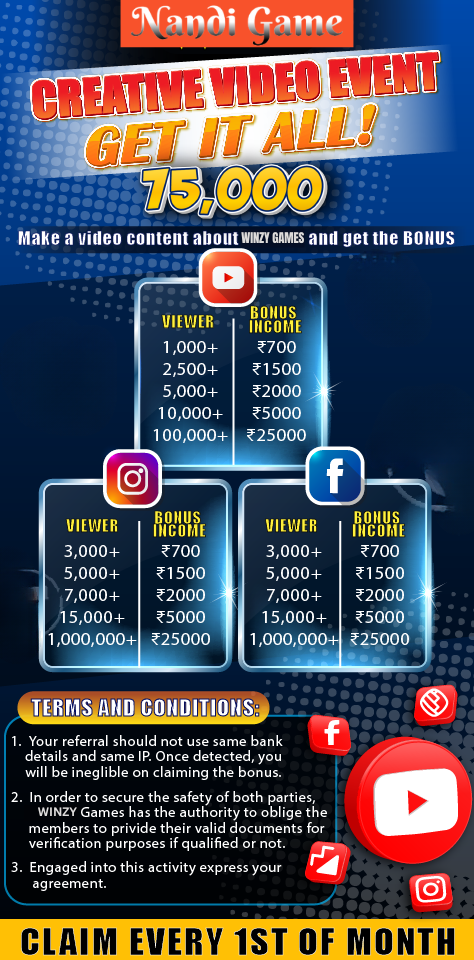 Nandi Game
CREATIVE VIDEO EVENT
GET IT ALL!
75,000
Make a video content about WINZY GAMES and get the BONUS
VIEWER BONUS INCOME
1,000+ ₹700
2,500+ ₹1500
5,000+ ₹2000
10,000+ ₹5000
100,000+ ₹25000
VIEWER BONUS INCOME
3,000+ ₹700
5,000+ ₹1500
7,000+ ₹2000
15,000+ ₹5000
1,000,000+ ₹25000
VIEWER BONUS INCOME
3,000+ ₹700
5,000+ ₹1500
7,000+ ₹2000
15,000+ ₹5000
1,000,000+ ₹25000
TERMS AND CONDITIONS:
1. Your referral should not use same bank
details and same IP. Once detected, you
will be ineglible on claiming the bonus.
2. In order to secure the safety of both parties,
WINZY Games has the authority to oblige the
members to privide their valid documents for
verification purposes if qualified or not.
3. Engaged into this activity express your
agreement.
CLAIM EVERY 1ST OF MONTH